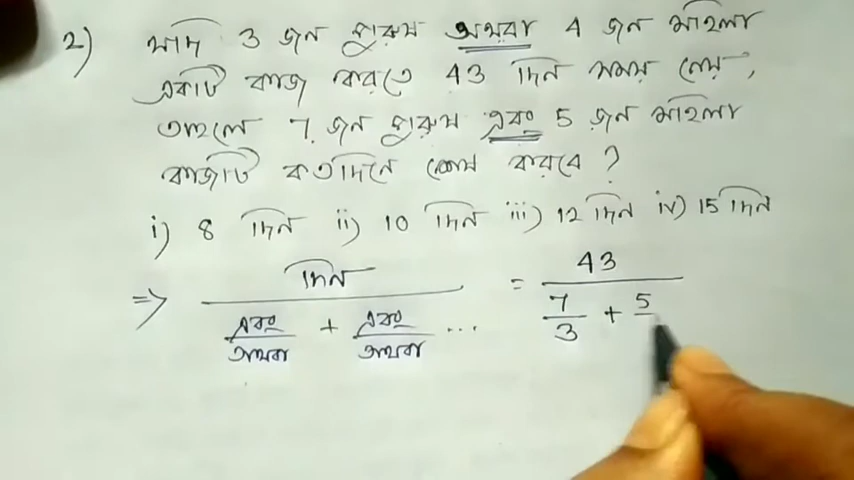 2) যদি 3 জন পুরুষ অথবা 4 জন মহিলা
একটি কাজ করতে 43 দিন সময় নেয়,
তাহলে 7 জন পুরুষ এবং 5 জন মহিলা
কাজটি কতদিনে শেষ করবে ?
i) 8 দিন ii) 10 দিন iii) 12 দিন iv) 15 দিন
=> দিন / এবং/অথবা + এবং/অথবা ... = 43 / 7/3 + 5/